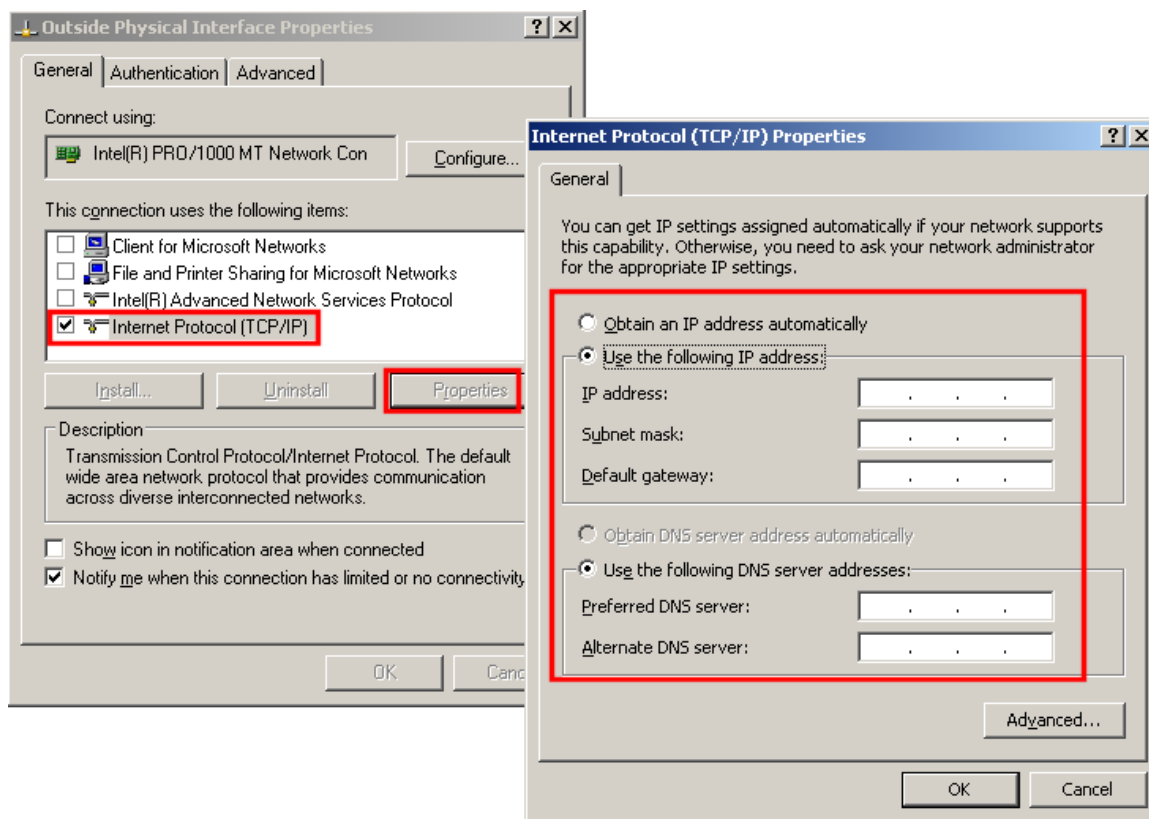 Outside Physical Interface Properties
General Authentication Advanced
Connect using:
Intel(R) PRO/1000 MT Network Con
Configure...
This connection uses the following items:
Client for Microsoft Networks
File and Printer Sharing for Microsoft Networks
Intel(R) Advanced Network Services Protocol
Internet Protocol (TCP/IP)
Install... Uninstall Properties
Description
Transmission Control Protocol/Internet Protocol. The default
wide area network protocol that provides communication
across diverse interconnected networks.
Show icon in notification area when connected
Notify me when this connection has limited or no connectivity
OK Canc
Internet Protocol (TCP/IP) Properties
General
You can get IP settings assigned automatically if your network supports
this capability. Otherwise, you need to ask your network administrator
for the appropriate IP settings.
Obtain an IP address automatically
Use the following IP address:
IP address:
Subnet mask:
Default gateway:
Obtain DNS server address automatically
Use the following DNS server addresses:
Preferred DNS server:
Alternate DNS server:
Advanced...
OK Cancel